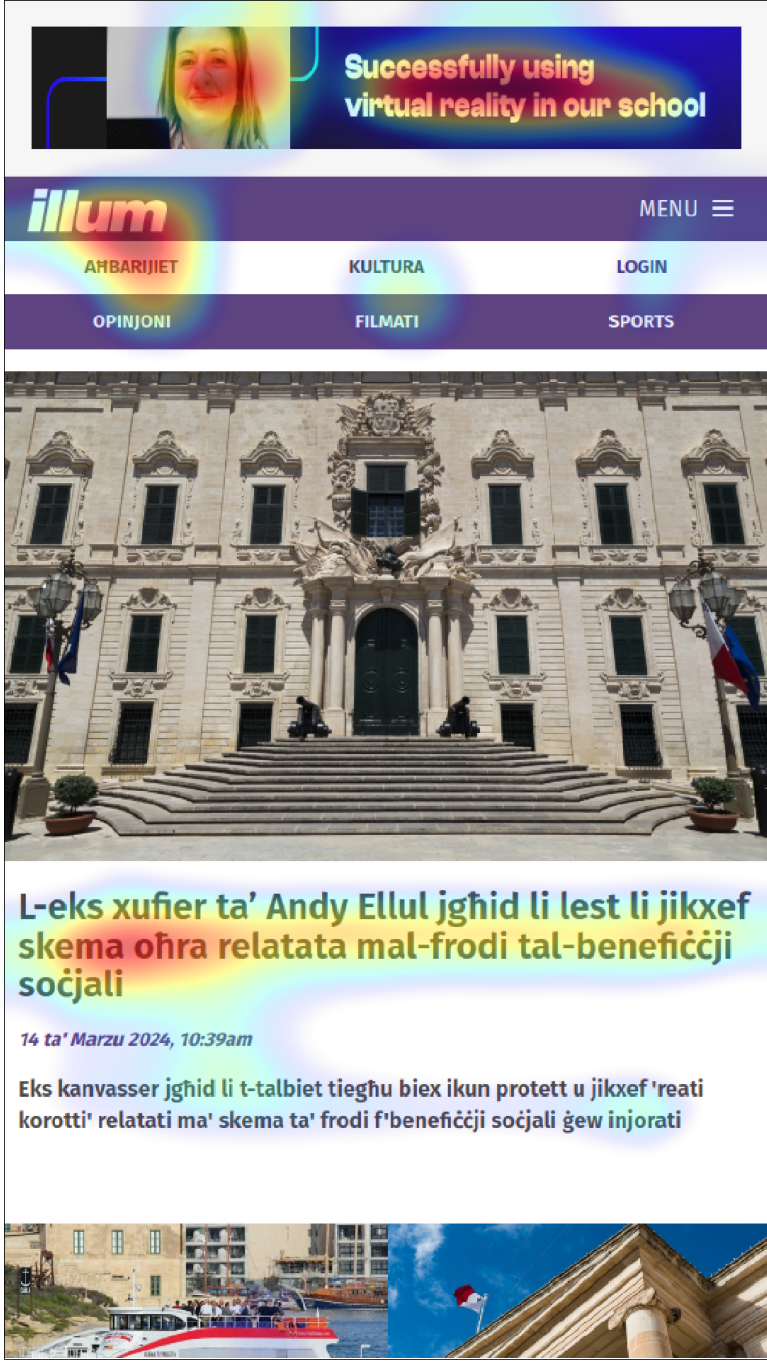 Successfully using
virtual reality in our school
illum
MENU
AĦBARIJIET
KULTURA
LOGIN
OPINJONI
FILMATI
SPORTS
L-eks xufier ta’ Andy Ellul jgħid li lest li jikxef
skema oħra relatata mal-frodi tal-benefiċċji
soċjali
14 ta' Marzu 2024, 10:39am
Eks kanvasser jgħid li t-talbiet tiegħu biex ikun protett u jikxef 'reati
korotti' relatati ma' skema ta' frodi f'benefiċċji soċjali ġew injorati